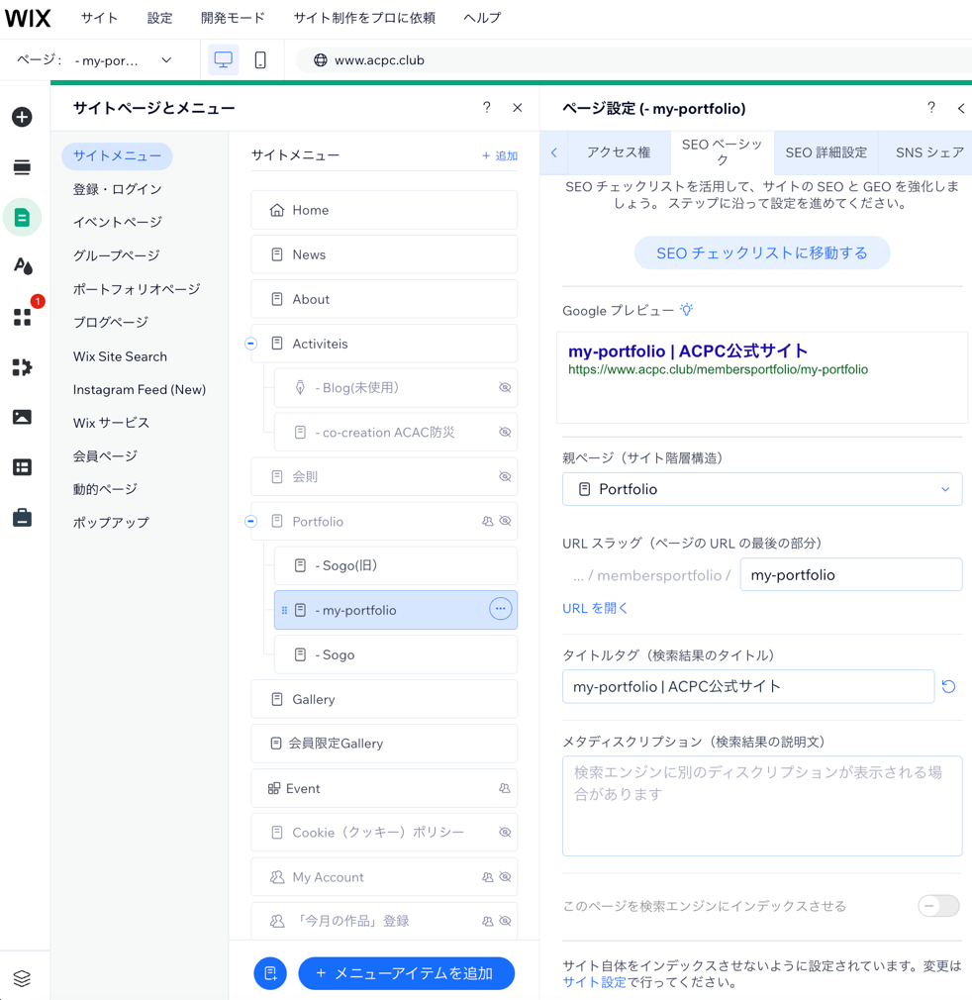 WIX サイト 設定 開発モード サイト制作をプロに依頼 ヘルプ
ページ: - my-por... www.acpc.club
サイトページとメニュー ? ×
サイトメニュー
登録・ログイン
イベントページ
グループページ
ポートフォリオページ
ブログページ
Wix Site Search
Instagram Feed (New)
Wix サービス
会員ページ
動的ページ
ポップアップ
1
サイトメニュー + 追加
Home
News
About
Activiteis
- Blog(未使用)
- co-creation ACAC防災
会則
Portfolio
- Sogo(旧)
- my-portfolio
- Sogo
Gallery
会員限定Gallery
Event
Cookie(クッキー)ポリシー
My Account
「今月の作品」登録
+ メニューアイテムを追加
ページ設定 (- my-portfolio) ?
アクセス権
SEO ベーシッ
ク
SEO 詳細設定
SNS シェア
SEO チェックリストを活用して、サイトの SEO と GEO を強化しま
しょう。 ステップに沿って設定を進めてください。
SEO チェックリストに移動する
Google プレビュー
my-portfolio | ACPC公式サイト
https://www.acpc.club/membersportfolio/my-portfolio
親ページ(サイト階層構造)
Portfolio
URL スラッグ(ページの URL の最後の部分)
... / membersportfolio / my-portfolio
URL を開く
タイトルタグ(検索結果のタイトル)
my-portfolio | ACPC公式サイト
メタディスクリプション(検索結果の説明文)
検索エンジンに別のディスクリプションが表示される場
合があります
このページを検索エンジンにインデックスさせる
サイト自体をインデックスさせないように設定されています。変更は
サイト設定で行ってください。